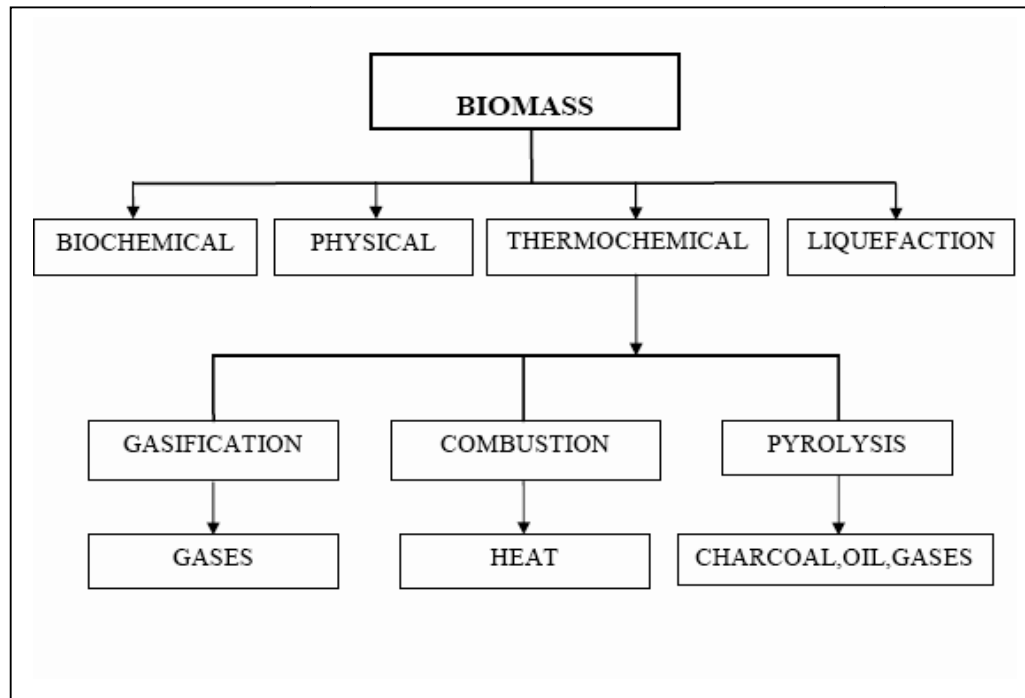 BIOMASS
BIOCHEMICAL
PHYSICAL
THERMOCHEMICAL
LIQUEFACTION
GASIFICATION
COMBUSTION
PYROLYSIS
GASES
HEAT
CHARCOAL,OIL,GASES